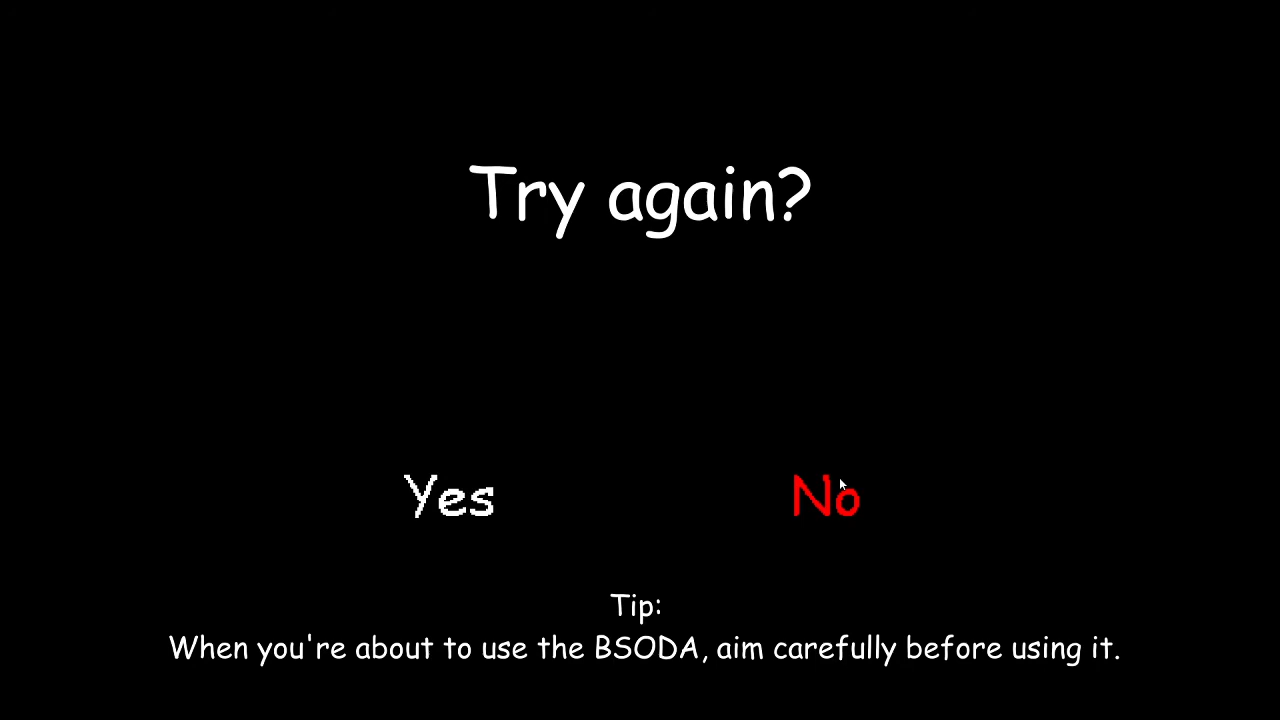 Try again?
Yes
No
Tip:
When you're about to use the BSODA, aim carefully before using it.